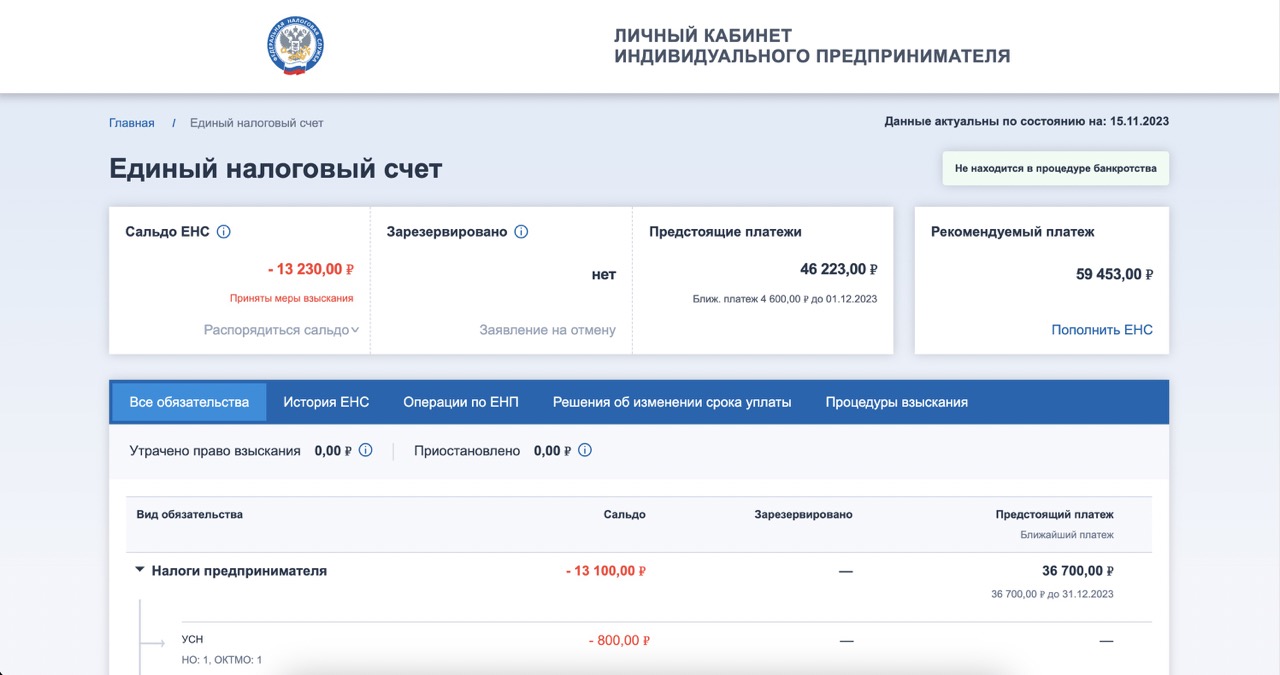 ФЕДЕРАЛЬНАЯ НАЛОГОВАЯ СЛУЖБА
ЛИЧНЫЙ КАБИНЕТ
ИНДИВИДУАЛЬНОГО ПРЕДПРИНИМАТЕЛЯ
Главная / Единый налоговый счет
Данные актуальны по состоянию на: 15.11.2023
Единый налоговый счет
Не находится в процедуре банкротства
Сальдо ЕНС
- 13 230,00 ₽
Приняты меры взыскания
Распорядиться сальдо
Зарезервировано
нет
Заявление на отмену
Предстоящие платежи
46 223,00 ₽
Ближ. платеж 4 600,00 ₽ до 01.12.2023
Рекомендуемый платеж
59 453,00 ₽
Пополнить ЕНС
Все обязательства История ЕНС Операции по ЕНП Решения об изменении срока уплаты Процедуры взыскания
Утрачено право взыскания 0,00 ₽ Приостановлено 0,00 ₽
Вид обязательства Сальдо Зарезервировано Предстоящий платеж
Ближайший платеж
Налоги предпринимателя - 13 100,00 ₽ — 36 700,00 ₽
36 700,00 ₽ до 31.12.2023
УСН - 800,00 ₽ — —
НО: 1, ОКТМО: 1